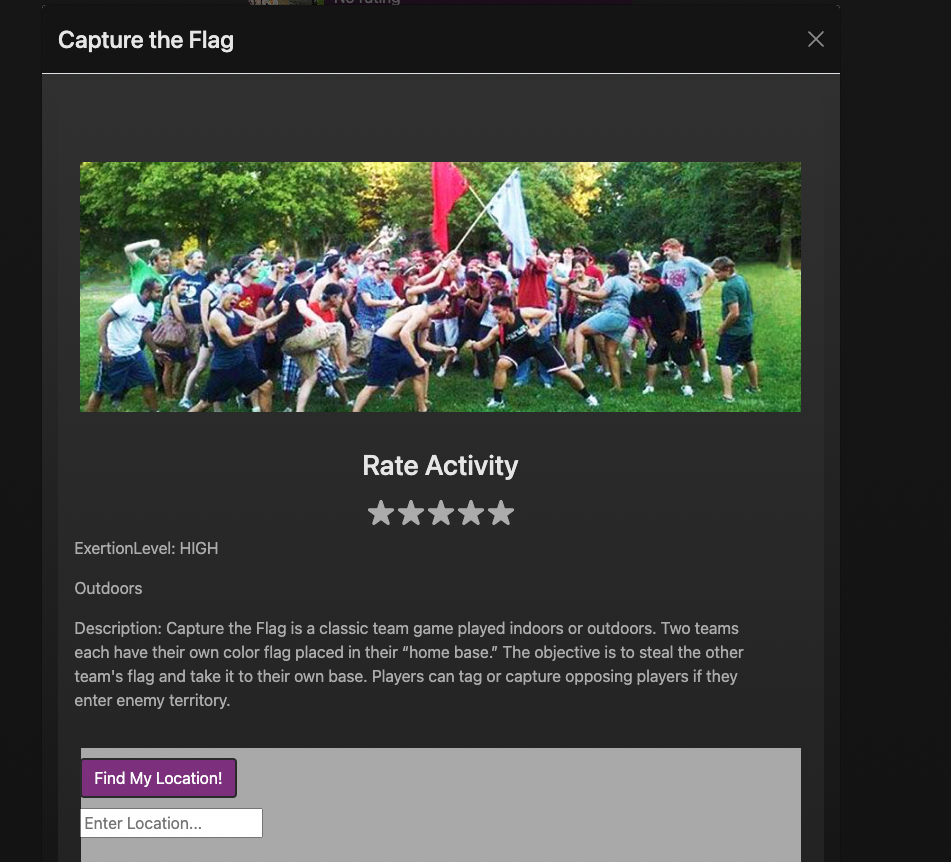 No rating
Capture the Flag
Rate Activity
ExertionLevel: HIGH
Outdoors
Description: Capture the Flag is a classic team game played indoors or outdoors. Two teams
each have their own color flag placed in their “home base.” The objective is to steal the other
team's flag and take it to their own base. Players can tag or capture opposing players if they
enter enemy territory.
Find My Location!
Enter Location...